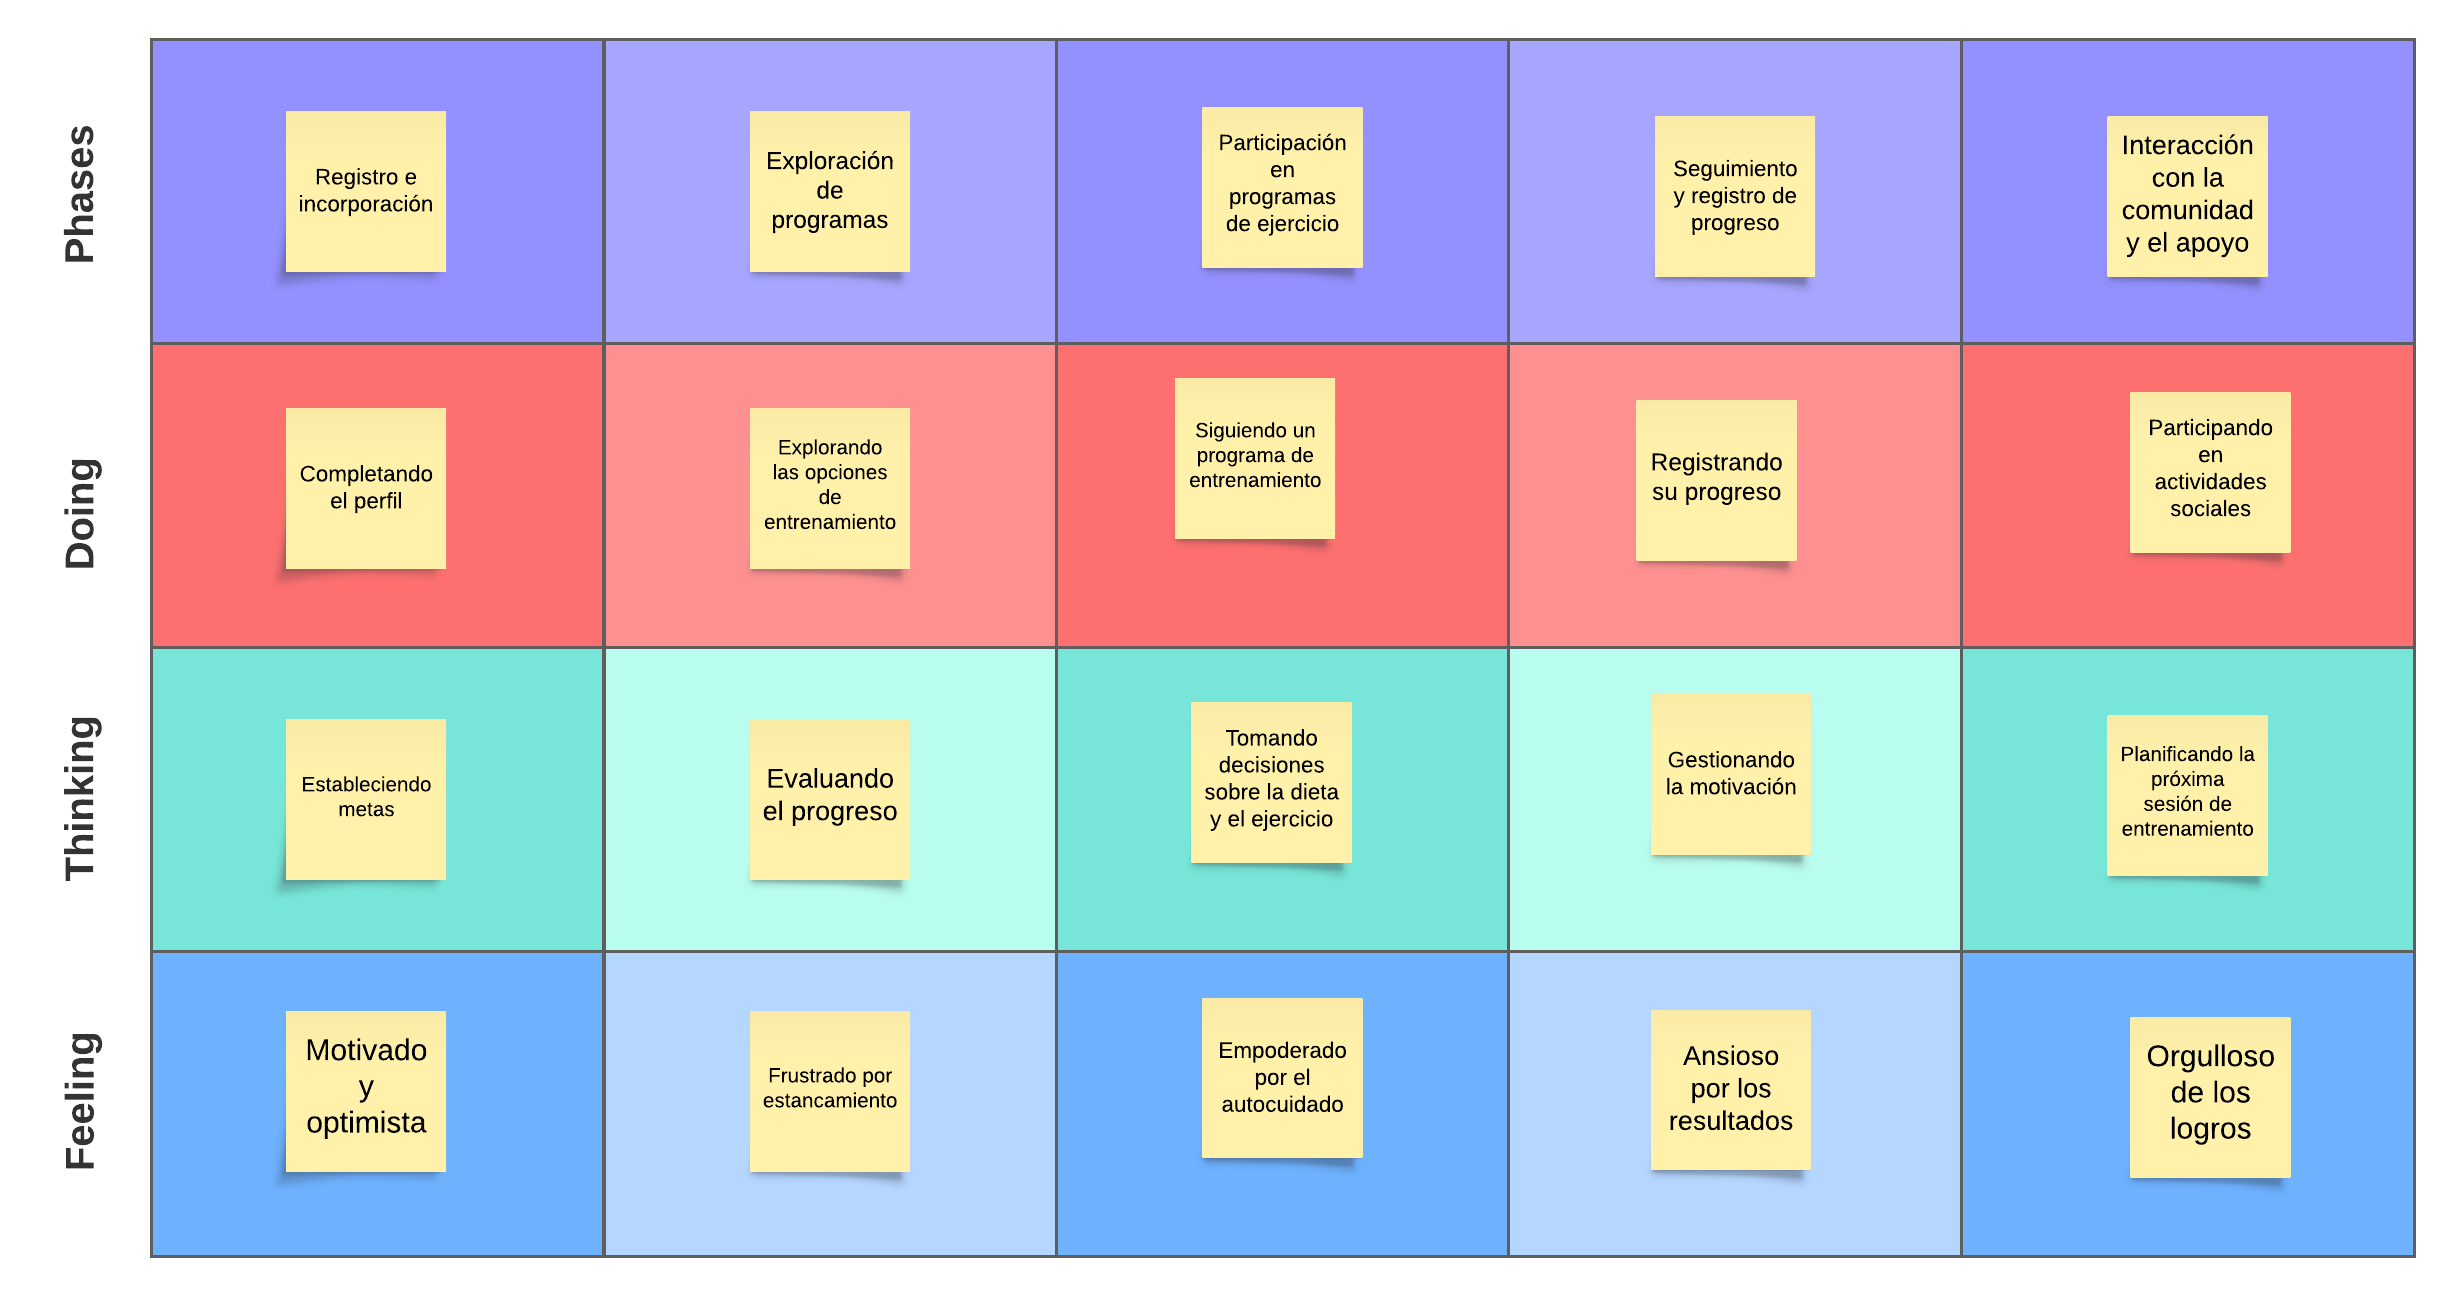 Phases
Registro e
incorporación
Exploración
de
programas
Participación
en
programas
de ejercicio
Seguimiento
y registro de
progreso
Interacción
con la
comunidad
y el apoyo
Doing
Completando
el perfil
Explorando
las opciones
de
entrenamiento
Siguiendo un
programa de
entrenamiento
Registrando
su progreso
Participando
en
actividades
sociales
Thinking
Estableciendo
metas
Evaluando
el progreso
Tomando
decisiones
sobre la dieta
y el ejercicio
Gestionando
la motivación
Planificando la
próxima
sesión de
entrenamiento
Feeling
Motivado
y
optimista
Frustrado por
estancamiento
Empoderado
por el
autocuidado
Ansioso
por los
resultados
Orgulloso
de los
logros